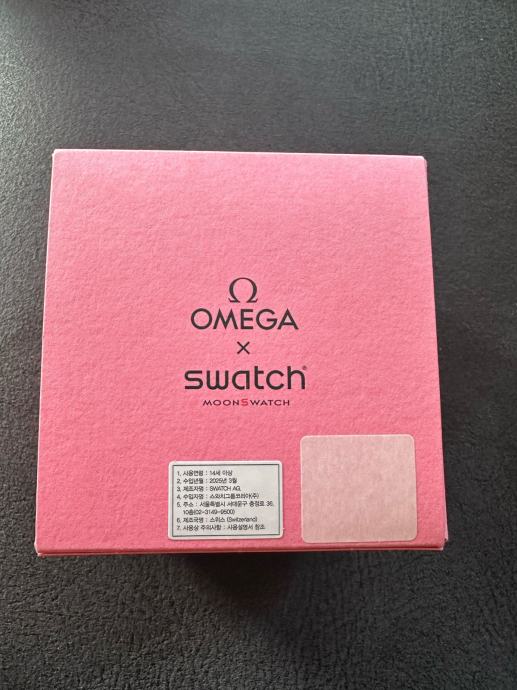 Ω
OMEGA
×
swatch®
MOONSWATCH
1. 사용연령 : 14세 이상
2. 수입년월 : 2025년 3월
3. 제조자명 : SWATCH AG.
4. 수입자명 : 스와치그룹코리아(주)
5. 주소 : 서울특별시 서대문구 충정로 36,
10층(02-3149-9500)
6. 제조국명 : 스위스 (Switzerland)
7. 사용상 주의사항 : 사용설명서 참조